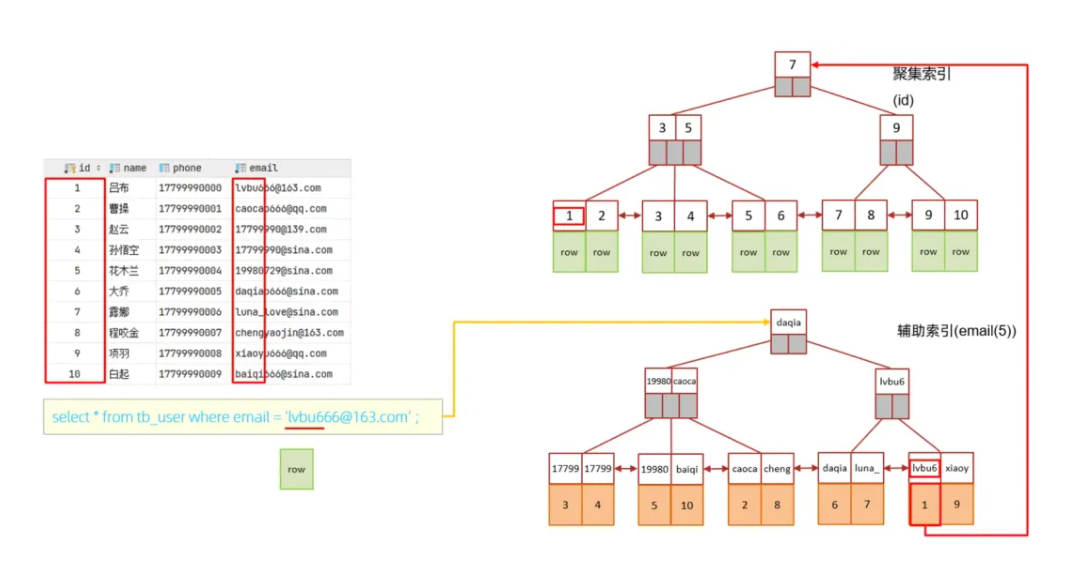 id name phone email
1 吕布 17799990000 lvbu666@163.com
2 曹操 17799990001 caocao666@qq.com
3 赵云 17799990002 17799990@139.com
4 孙悟空 17799990003 17799990@sina.com
5 花木兰 17799990004 19980729@sina.com
6 大乔 17799990005 daqiao666@sina.com
7 露娜 17799990006 luna_love@sina.com
8 程咬金 17799990007 chengyaojin@163.com
9 项羽 17799990008 xiaoyu666@qq.com
10 白起 17799990009 baiqi666@sina.com
select * from tb_user where email = 'lvbu666@163.com' ;
row
7
聚集索引
(id)
3 5
9
1 2 3 4 5 6 7 8 9 10
row row row row row row row row row row
daqia
辅助索引(email(5))
19980 caoca
lvbu6
17799 17799 19980 baiqi caoca cheng daqia luna_ lvbu6 xiaoy
3 4 5 10 2 8 6 7 1 9